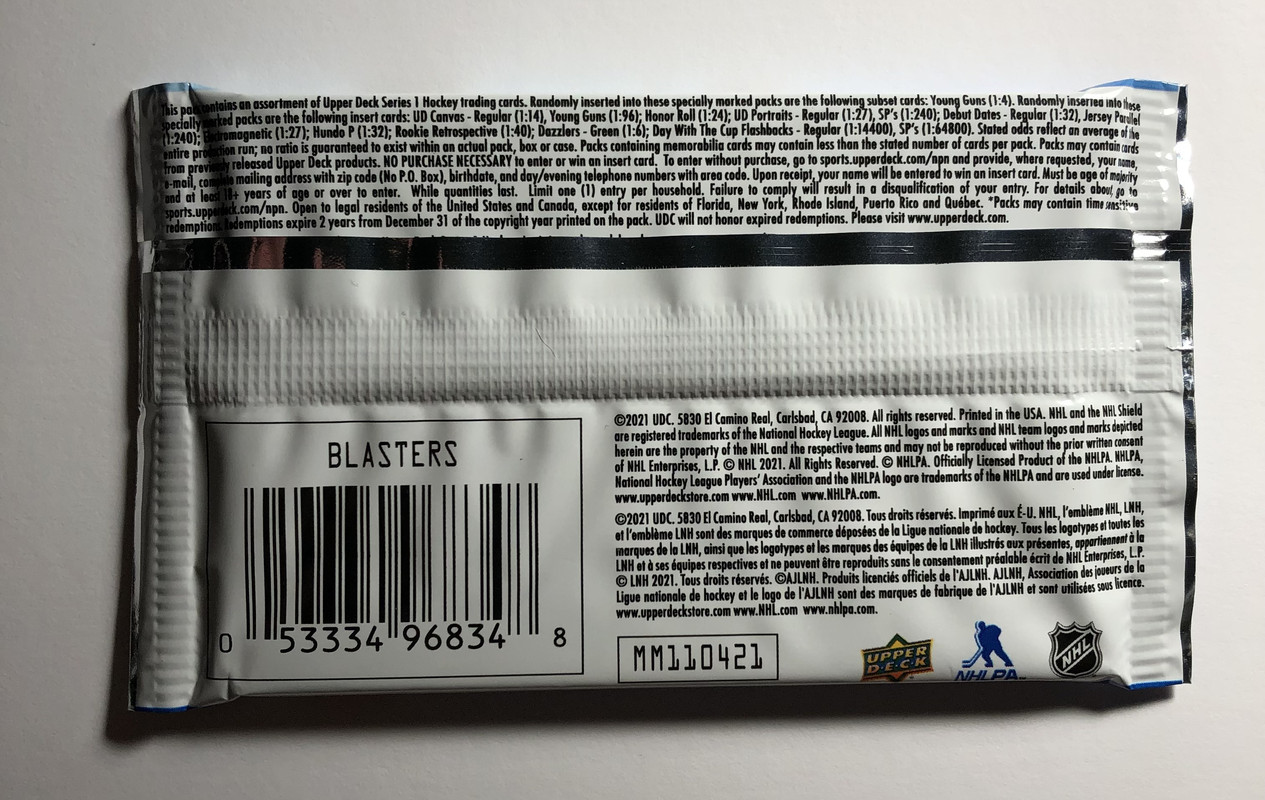 This pack contains an assortment of Upper Deck Series 1 Hockey trading cards. Randomly inserted into these specially marked packs are the following subset cards: Young Guns (1:4). Randomly inserted into these
specially marked packs are the following insert cards: UD Canvas - Regular (1:14), Young Guns (1:96); Honor Roll (1:24); UD Portraits - Regular (1:27), SP's (1:240); Debut Dates - Regular (1:32), Jersey Parallel
(1:240); Electromagnetic (1:27); Hundo P (1:32); Rookie Retrospective (1:40); Dazzlers - Green (1:6); Day With The Cup Flashbacks - Regular (1:14400), SP's (1:64800). Stated odds reflect an average of the
entire production run; no ratio is guaranteed to exist within an actual pack, box or case. Packs containing memorabilia cards may contain less than the stated number of cards per pack. Packs may contain cards
from previously released Upper Deck products. NO PURCHASE NECESSARY to enter or win an insert card. To enter without purchase, go to sports.upperdeck.com/npn and provide, where requested, your name,
e-mail, complete mailing address with zip code (No P.O. Box), birthdate, and day/evening telephone numbers with area code. Upon receipt, your name will be entered to win an insert card. Must be age of majority
and at least 18+ years of age or over to enter. While quantities last. Limit one (1) entry per household. Failure to comply will result in a disqualification of your entry. For details about, go to
sports.upperdeck.com/npn. Open to legal residents of the United States and Canada, except for residents of Florida, New York, Rhode Island, Puerto Rico and Québec. *Packs may contain time sensitive
redemptions. Redemptions expire 2 years from December 31 of the copyright year printed on the pack. UDC will not honor expired redemptions. Please visit www.upperdeck.com.
BLASTERS
0 53334 96834 8
©2021 UDC. 5830 El Camino Real, Carlsbad, CA 92008. All rights reserved. Printed in the USA. NHL and the NHL Shield
are registered trademarks of the National Hockey League. All NHL logos and marks and NHL team logos and marks depicted
herein are the property of the NHL and the respective teams and may not be reproduced without the prior written consent
of NHL Enterprises, L.P. © NHL 2021. All Rights Reserved. © NHLPA. Officially Licensed Product of the NHLPA. NHLPA,
National Hockey League Players' Association and the NHLPA logo are trademarks of the NHLPA and are used under license.
www.upperdeckstore.com www.NHL.com www.NHLPA.com.
©2021 UDC. 5830 El Camino Real, Carlsbad, CA 92008. Tous droits réservés. Imprimé aux É-U. NHL, l'emblème NHL, LNH,
et l'emblème LNH sont des marques de commerce déposées de la Ligue nationale de hockey. Tous les logotypes et toutes les
marques de la LNH, ainsi que les logotypes et les marques des équipes de la LNH illustrés aux présentes, appartiennent à la
LNH et à ses équipes respectives et ne peuvent être reproduits sans le consentement préalable écrit de NHL Enterprises, L.P.
© LNH 2021. Tous droits réservés. ©AJLNH. Produits licenciés officiels de l'AJLNH. AJLNH, Association des joueurs de la
Ligue nationale de hockey et le logo de l'AJLNH sont des marques de fabrique de l'AJLNH et sont utilisées sous licence.
www.upperdeckstore.com www.NHL.com www.nhlpa.com.
MM110421
UPPER
D·E·C·K
NHLPA
NHL